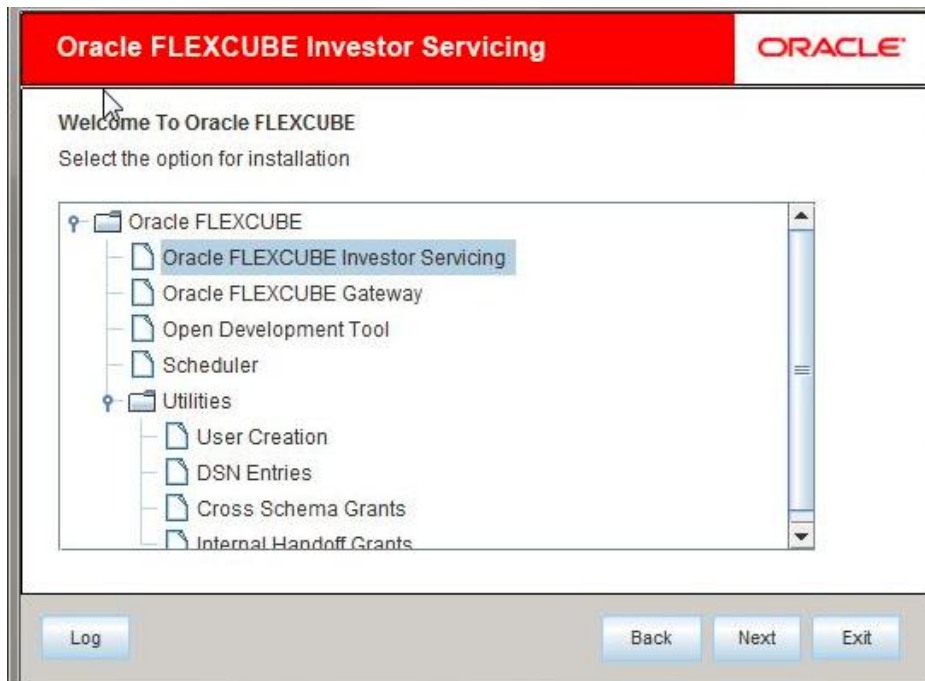 Oracle FLEXCUBE Investor Servicing
ORACLE
Welcome To Oracle FLEXCUBE
Select the option for installation
Oracle FLEXCUBE
Oracle FLEXCUBE Investor Servicing
Oracle FLEXCUBE Gateway
Open Development Tool
Scheduler
Utilities
User Creation
DSN Entries
Cross Schema Grants
Internal Handoff Grants
Log
Back
Next
Exit